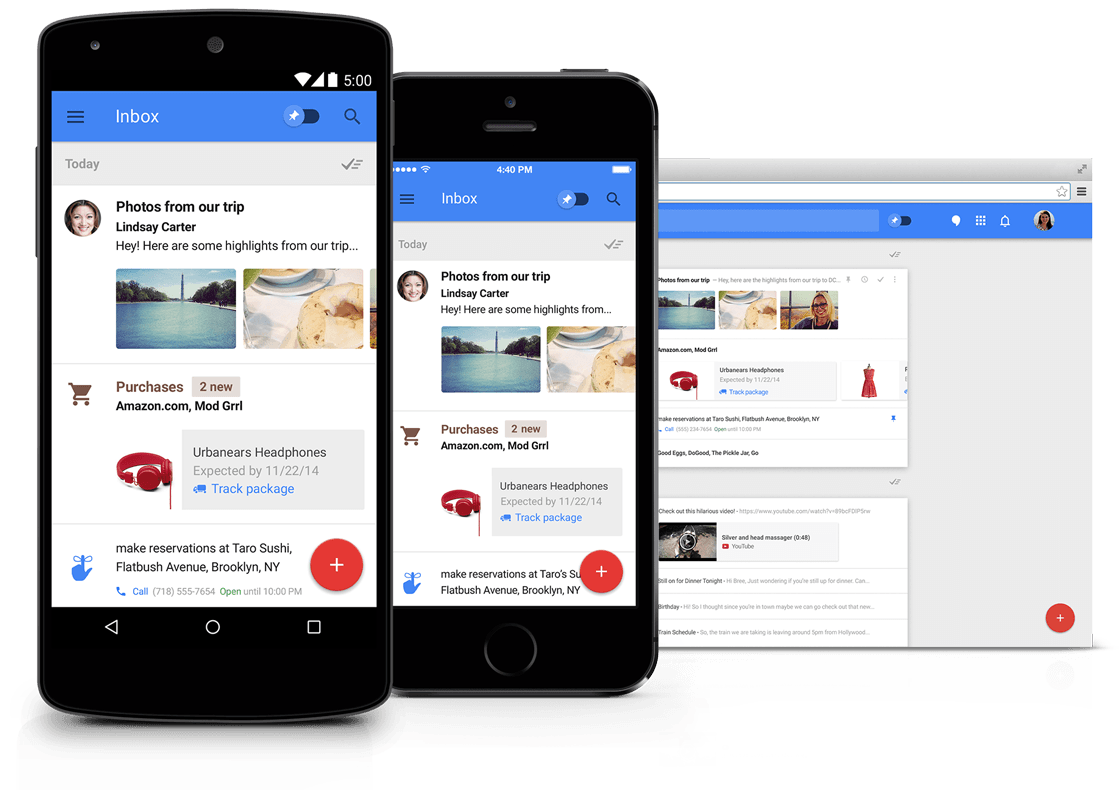 5:00
Inbox
Today
Photos from our trip
Lindsay Carter
Hey! Here are some highlights from our trip...
Purchases 2 new
Amazon.com, Mod Grrl
Urbanears Headphones
Expected by 11/22/14
Track package
make reservations at Taro Sushi,
Flatbush Avenue, Brooklyn, NY
Call (718) 555-7654 Open until 10:00 PM
4:40 PM
Inbox
Today
Photos from our trip
Lindsay Carter
Hey! Here are some highlights from...
Purchases 2 new
Amazon.com, Mod Grrl
Urbanears Headphones
Expected by 11/22/14
Track package
make reservations at Taro's Su
Flatbush Avenue, Brooklyn, NY
Photos from our trip – Hey, here are the highlights from our trip to DC...
Amazon.com, Mod Grrl
Urbanears Headphones
Expected by 11/22/14
Track package
make reservations at Taro Sushi, Flatbush Avenue, Brooklyn, NY
Call (555) 234-7654 Open until 10:00 PM
Good Eggs, DoGood, The Pickle Jar, Go
Check out this hilarious video! - https://www.youtube.com/watch?v=
Silver and head massager (0:48)
YouTube
Still on for Dinner Tonight - Hi Bree, Just wondering if you're still up for dinner. Can...
Birthday - Hi! So I thought since you're in town maybe we can go check out that new...
Train Schedule - So, the train we are taking is leaving around 5pm from Hollywood...